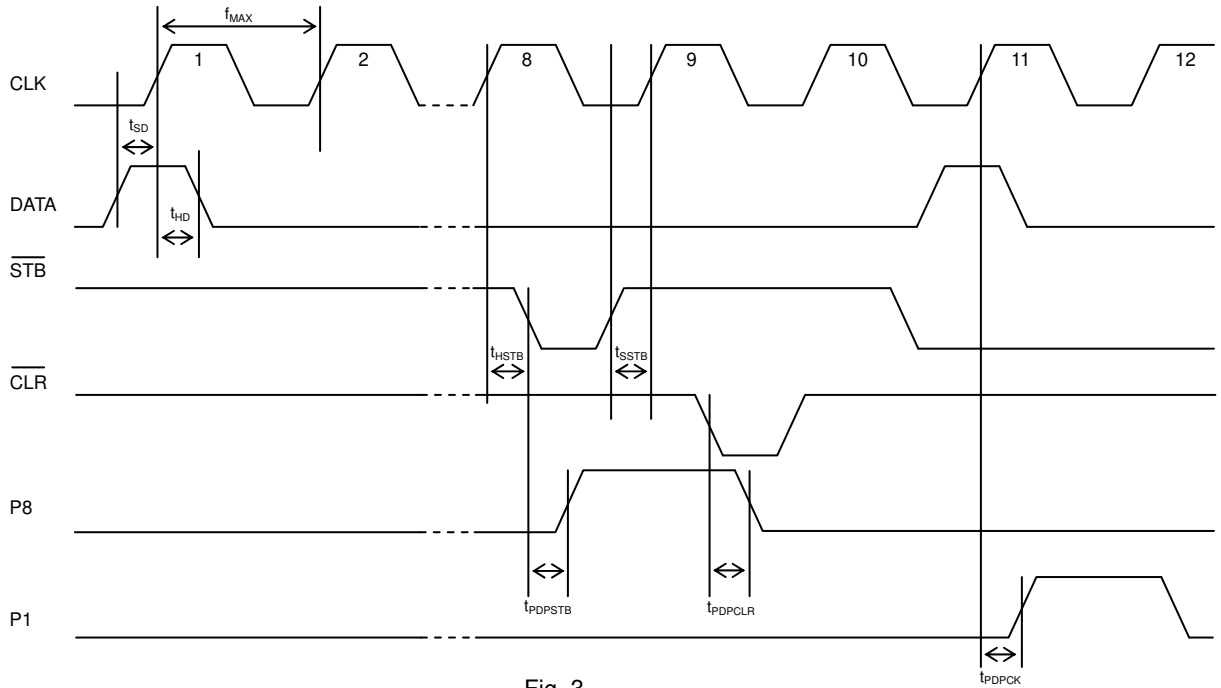 fMAX
CLK
1
2
8
9
10
11
12
tSD
DATA
tHD
STB
tHSTB
tSSTB
CLR
P8
tPDPSTB
tPDPCLR
P1
tPDPCK
Fig. 3